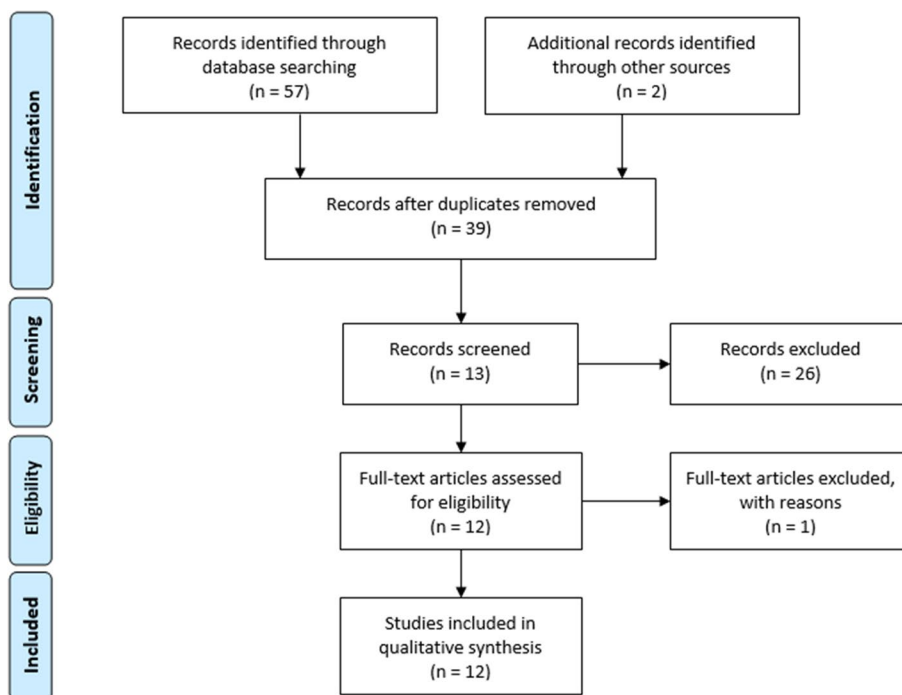 Identification
Records identified through
database searching
(n = 57)
Additional records identified
through other sources
(n = 2)
Records after duplicates removed
(n = 39)
Screening
Records screened
(n = 13)
Records excluded
(n = 26)
Eligibility
Full-text articles assessed
for eligibility
(n = 12)
Full-text articles excluded,
with reasons
(n = 1)
Included
Studies included in
qualitative synthesis
(n = 12)